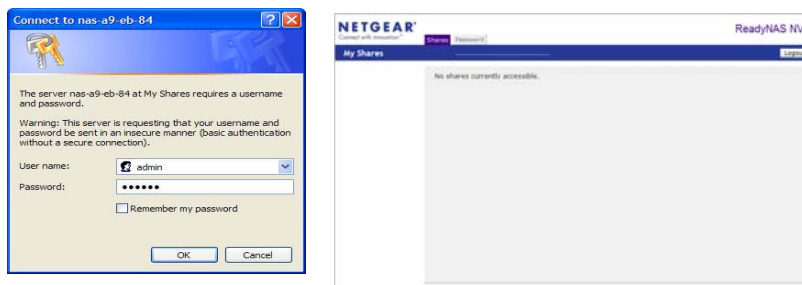 Connect to nas-a9-eb-84
The server nas-a9-eb-84 at My Shares requires a username
and password.
Warning: This server is requesting that your username and
password be sent in an insecure manner (basic authentication
without a secure connection).
User name:
admin
Password:
••••••
Remember my password
OK
Cancel
NETGEAR
Connect with Innovation
Shares
Password
ReadyNAS NV
My Shares
Logou
No shares currently accessible.